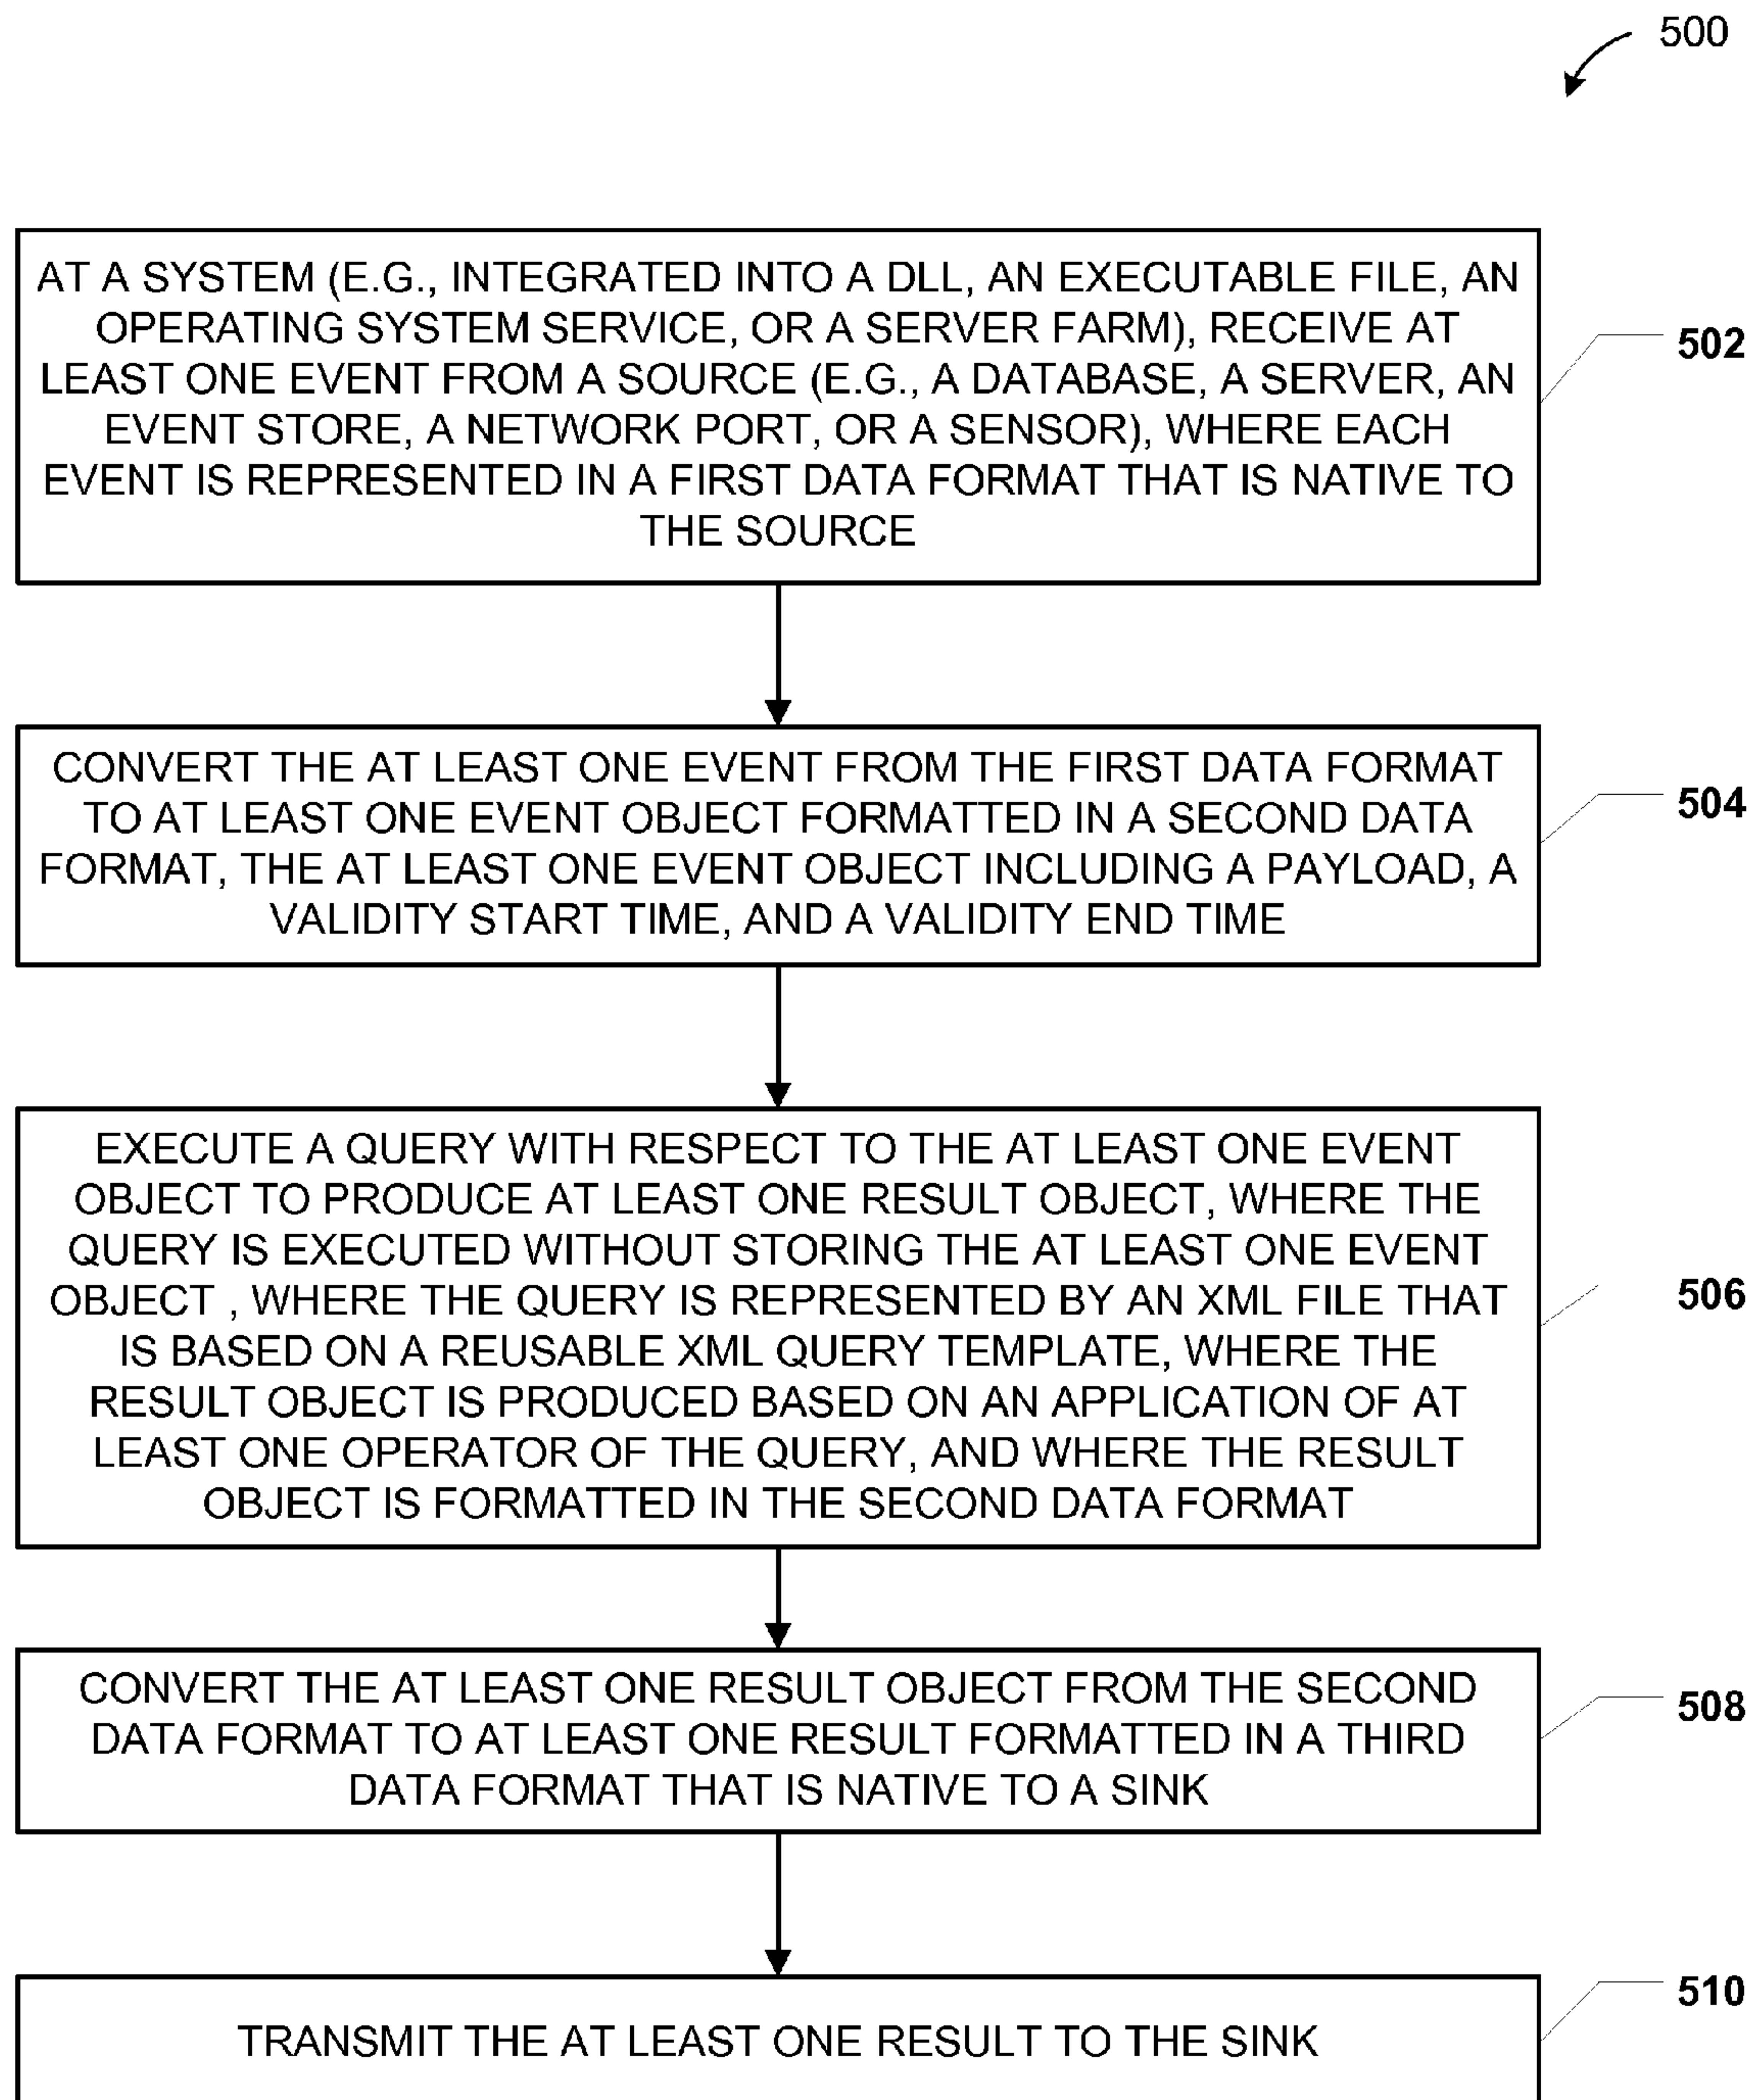 500
AT A SYSTEM (E.G., INTEGRATED INTO A DLL, AN EXECUTABLE FILE, AN
OPERATING SYSTEM SERVICE, OR A SERVER FARM), RECEIVE AT
LEAST ONE EVENT FROM A SOURCE (E.G., A DATABASE, A SERVER, AN
EVENT STORE, A NETWORK PORT, OR A SENSOR), WHERE EACH
EVENT IS REPRESENTED IN A FIRST DATA FORMAT THAT IS NATIVE TO
THE SOURCE
502
CONVERT THE AT LEAST ONE EVENT FROM THE FIRST DATA FORMAT
TO AT LEAST ONE EVENT OBJECT FORMATTED IN A SECOND DATA
FORMAT, THE AT LEAST ONE EVENT OBJECT INCLUDING A PAYLOAD, A
VALIDITY START TIME, AND A VALIDITY END TIME
504
EXECUTE A QUERY WITH RESPECT TO THE AT LEAST ONE EVENT
OBJECT TO PRODUCE AT LEAST ONE RESULT OBJECT, WHERE THE
QUERY IS EXECUTED WITHOUT STORING THE AT LEAST ONE EVENT
OBJECT , WHERE THE QUERY IS REPRESENTED BY AN XML FILE THAT
IS BASED ON A REUSABLE XML QUERY TEMPLATE, WHERE THE
RESULT OBJECT IS PRODUCED BASED ON AN APPLICATION OF AT
LEAST ONE OPERATOR OF THE QUERY, AND WHERE THE RESULT
OBJECT IS FORMATTED IN THE SECOND DATA FORMAT
506
CONVERT THE AT LEAST ONE RESULT OBJECT FROM THE SECOND
DATA FORMAT TO AT LEAST ONE RESULT FORMATTED IN A THIRD
DATA FORMAT THAT IS NATIVE TO A SINK
508
TRANSMIT THE AT LEAST ONE RESULT TO THE SINK
510